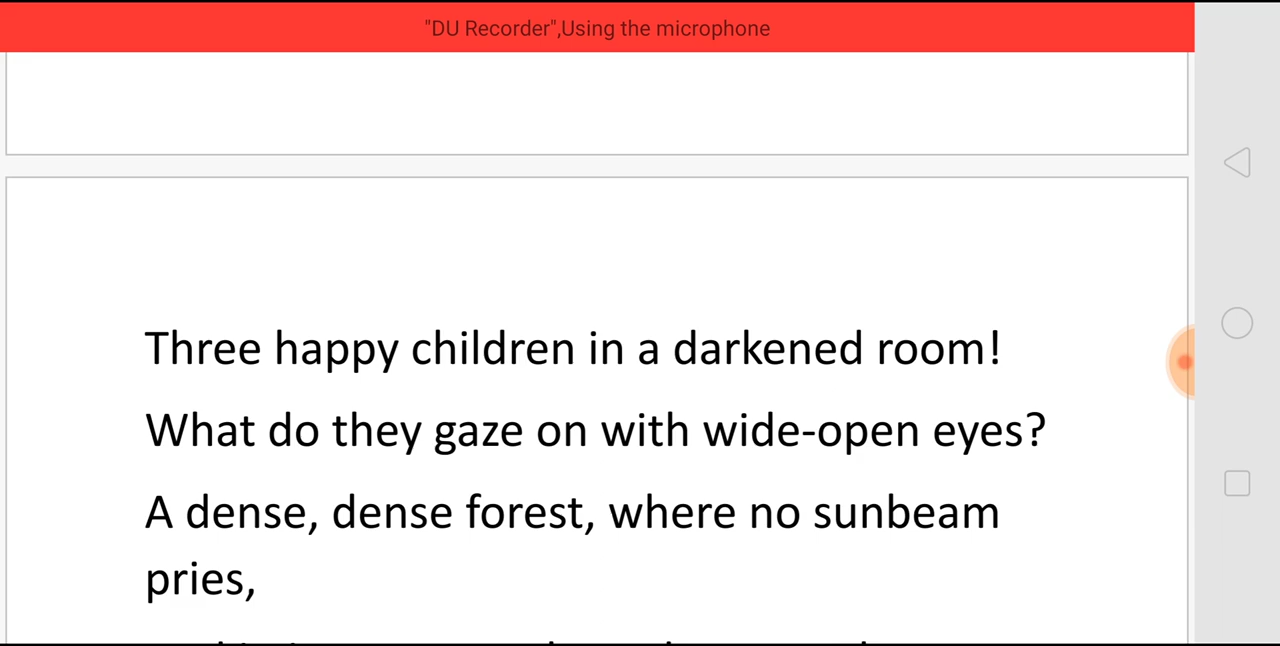 "DU Recorder",Using the microphone
Three happy children in a darkened room!
What do they gaze on with wide-open eyes?
A dense, dense forest, where no sunbeam
pries,